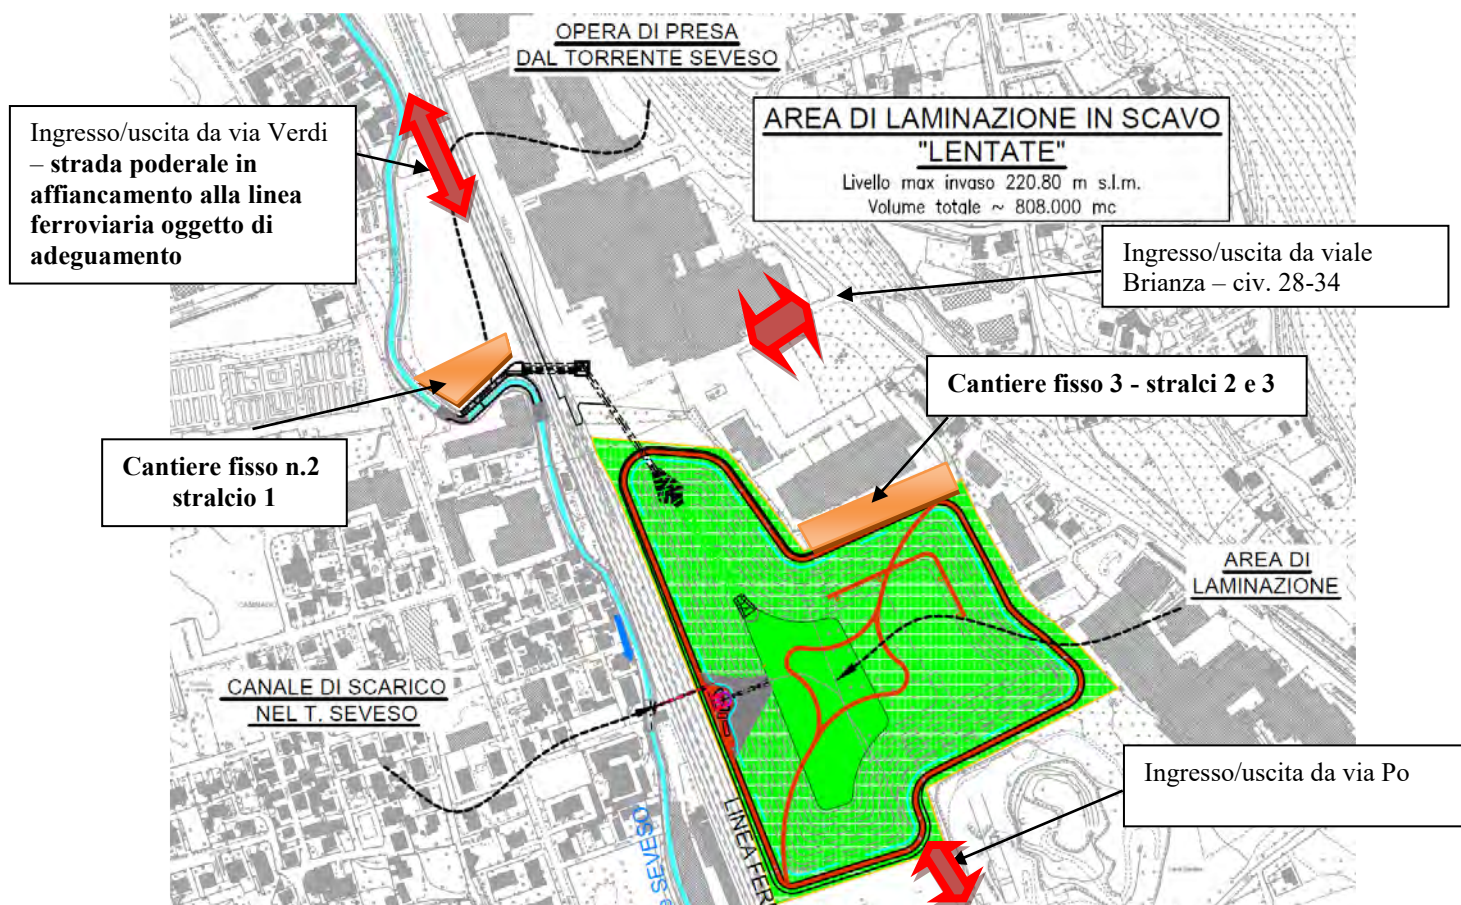 OPERA DI PRESA
DAL TORRENTE SEVESO
AREA DI LAMINAZIONE IN SCAVO
"LENTATE"
Livello max invaso 220.80 m s.l.m.
Volume totale ~ 808.000 mc
Ingresso/uscita da via Verdi
– strada poderale in
affiancamento alla linea
ferroviaria oggetto di
adeguamento
Ingresso/uscita da viale
Brianza – civ. 28-34
Cantiere fisso 3 - stralci 2 e 3
Cantiere fisso n.2
stralcio 1
AREA DI
LAMINAZIONE
CANALE DI SCARICO
NEL T. SEVESO
Ingresso/uscita da via Po
e SEVESO
LINEA FER